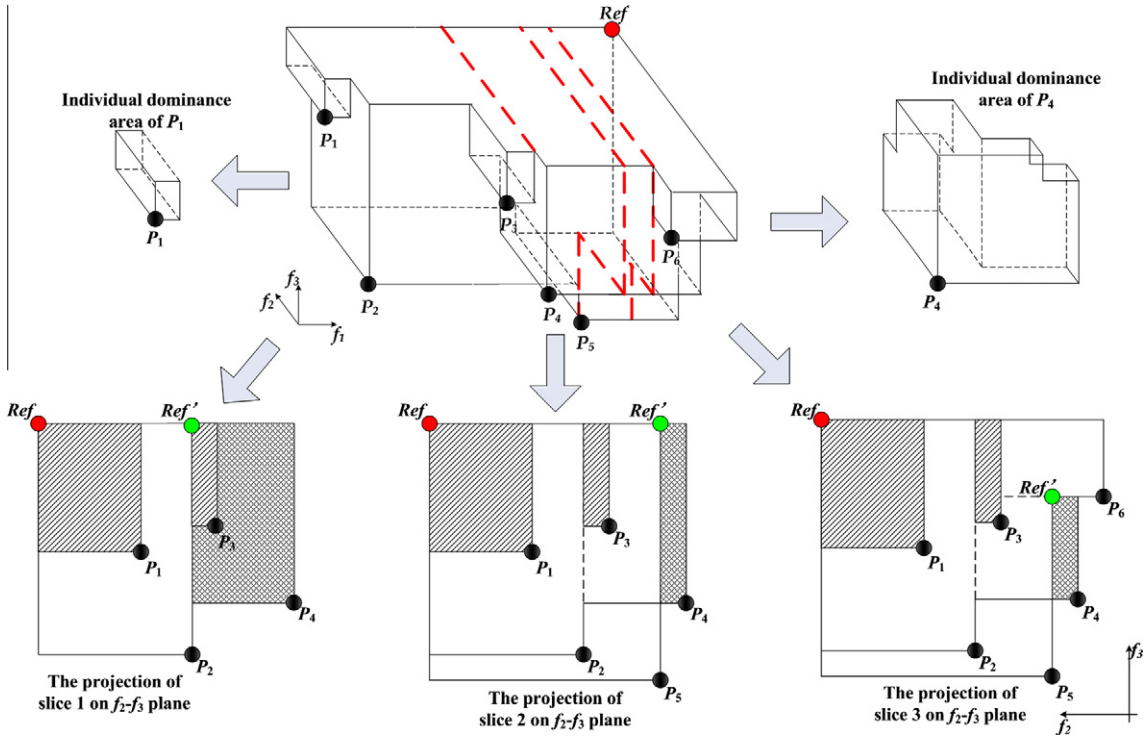 Ref
Individual dominance
area of P₁
P₁
Individual dominance
area of P₄
P₁
P₃
P₆
P₂
P₄
P₅
P₄
f₃
f₂
f₁
Ref
Ref’
P₃
P₁
P₄
P₂
The projection of
slice 1 on f₂-f₃ plane
Ref
Ref’
P₃
P₁
P₄
P₂
P₅
The projection of
slice 2 on f₂-f₃ plane
Ref
Ref’
P₆
P₃
P₁
P₄
P₂
P₅
The projection of
slice 3 on f₂-f₃ plane
f₃
f₂